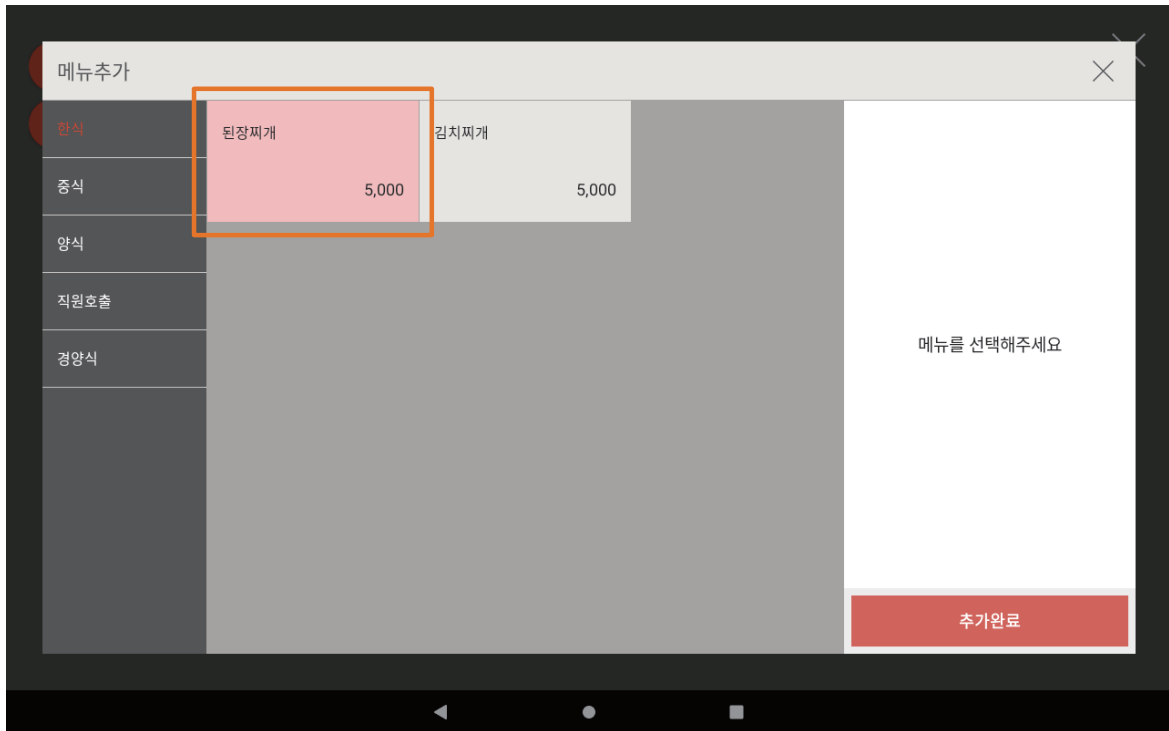 메뉴추가
한식
중식
양식
직원호출
경양식
된장찌개
5,000
김치찌개
5,000
메뉴를 선택해주세요
추가완료